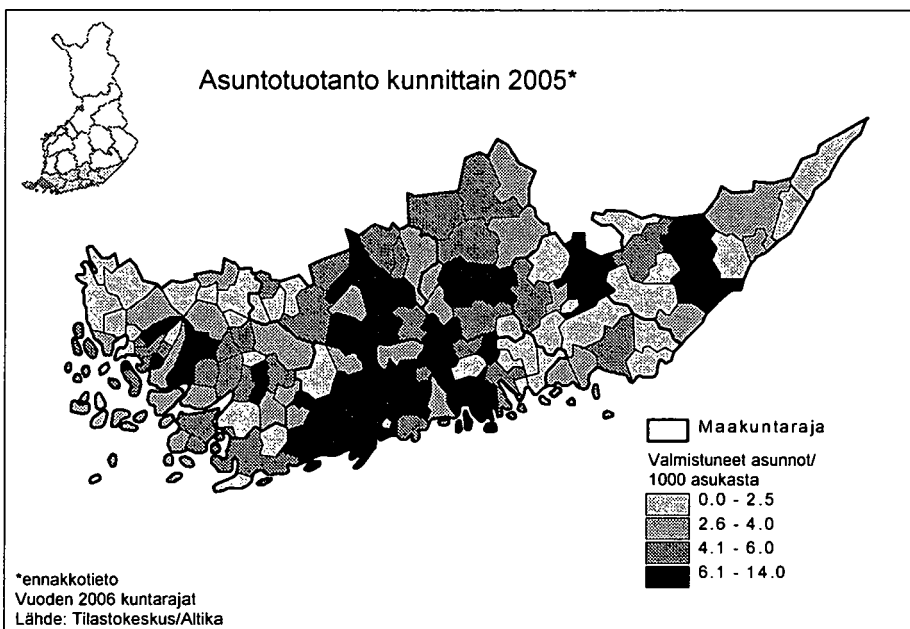 Asuntotuotanto kunnittain 2005*
Maakuntaraja
Valmistuneet asunnot/
1000 asukasta
0.0 - 2.5
2.6 - 4.0
4.1 - 6.0
6.1 - 14.0
*ennakkotieto
Vuoden 2006 kuntarajat
Lähde: Tilastokeskus/Altika